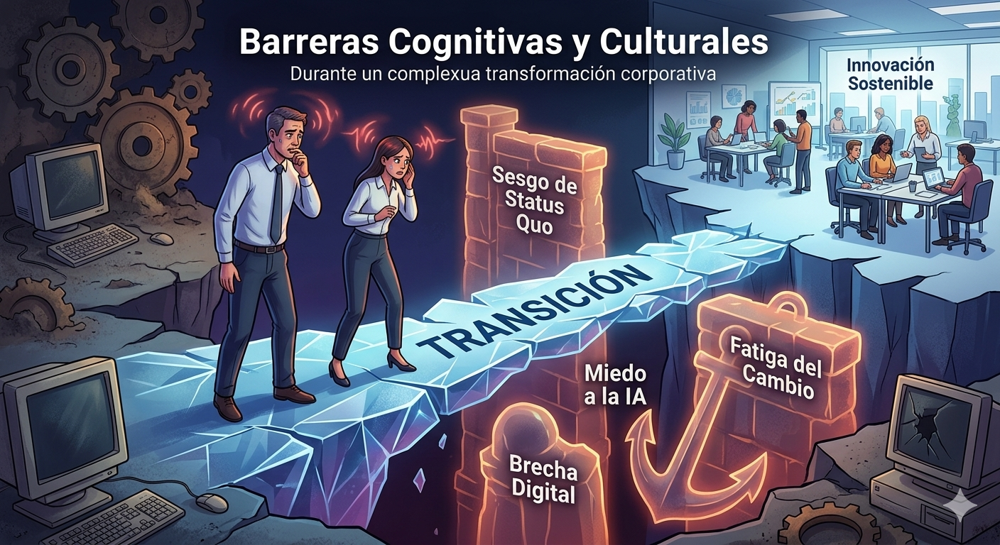 Barreras Cognitivas y Culturales
Durante un complexua transformación corporativa
Innovación
Sostenible
Sesgo de
Status
Quo
TRANSICIÓN
Miedo
a la IA
Fatiga del
Cambio
Brecha
Digital